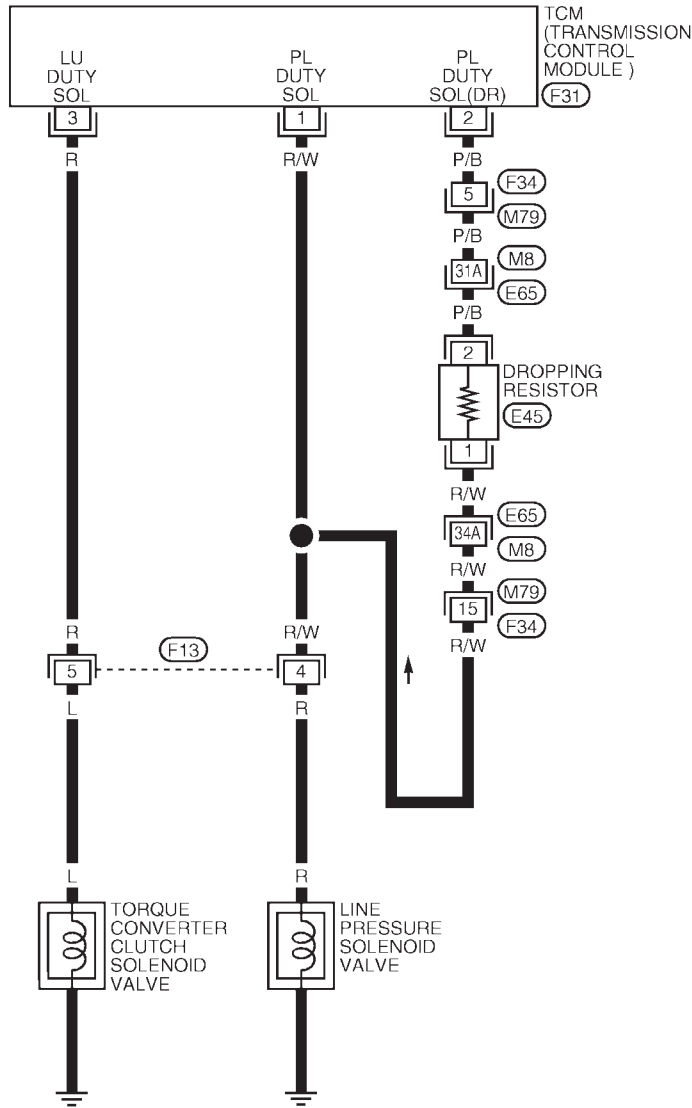 TCM
(TRANSMISSION
CONTROL
MODULE )
F31
LU
DUTY
SOL
PL
DUTY
SOL
PL
DUTY
SOL(DR)
3
1
2
R
R/W
P/B
5
F34
M79
P/B
31A
M8
E65
P/B
2
DROPPING
RESISTOR
E45
1
R/W
34A
E65
M8
R/W
15
M79
F34
R/W
R
R/W
F13
5
4
L
R
L
R
TORQUE
CONVERTER
CLUTCH
SOLENOID
VALVE
LINE
PRESSURE
SOLENOID
VALVE